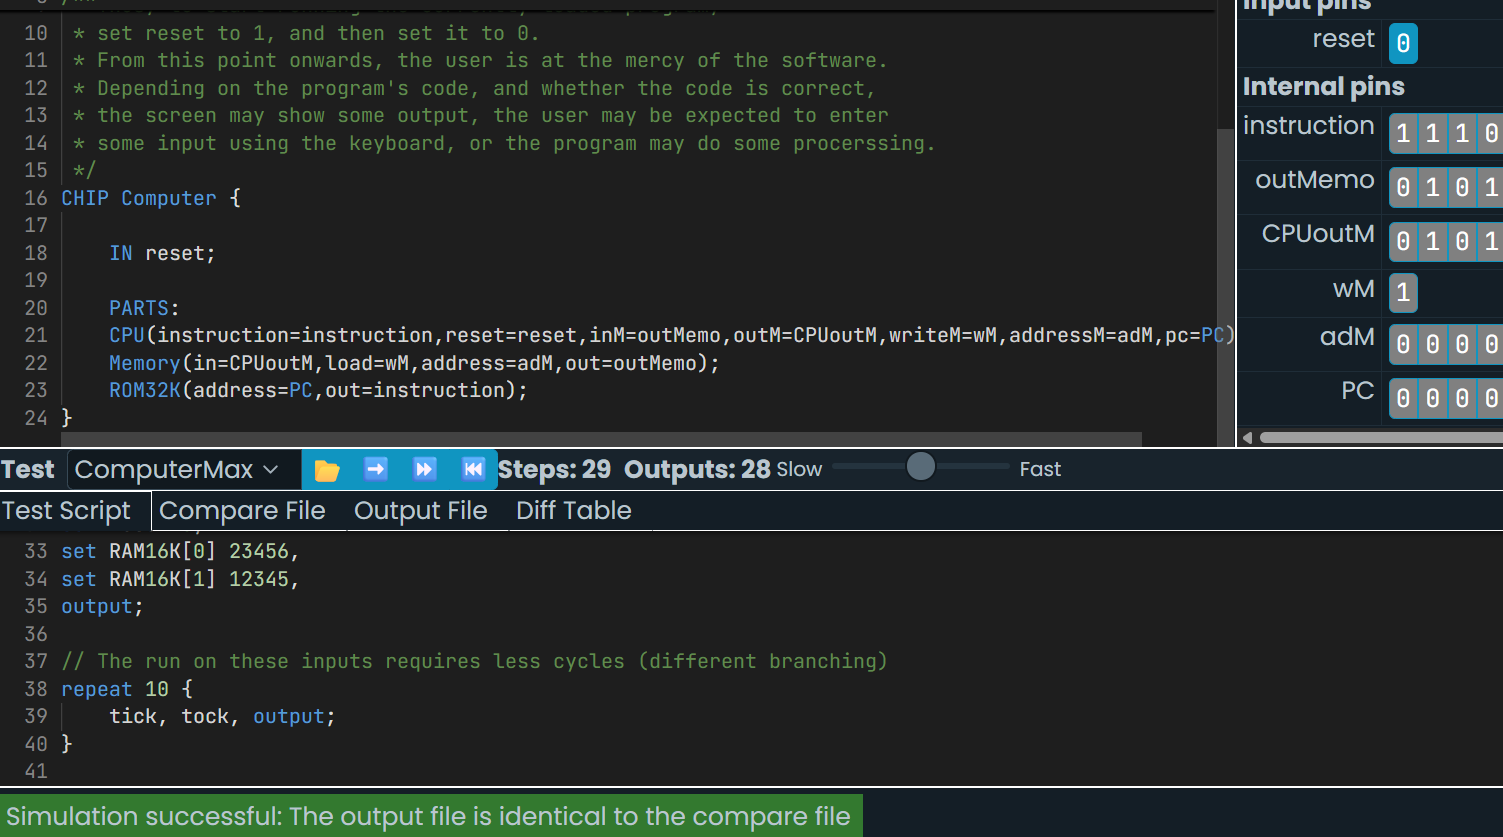 Input pins
10 * set reset to 1, and then set it to 0.
11 * From this point onwards, the user is at the mercy of the software.
12 * Depending on the program's code, and whether the code is correct,
13 * the screen may show some output, the user may be expected to enter
14 * some input using the keyboard, or the program may do some procerssing.
15 */
16 CHIP Computer {
17
18 IN reset;
19
20 PARTS:
21 CPU(instruction=instruction,reset=reset,inM=outMemo,outM=CPUoutM,writeM=wM,addressM=adM,pc=PC)
22 Memory(in=CPUoutM,load=wM,address=adM,out=outMemo);
23 ROM32K(address=PC,out=instruction);
24 }
reset 0
Internal pins
instruction 1 1 1 0
outMemo 0 1 0 1
CPUoutM 0 1 0 1
wM 1
adM 0 0 0 0
PC 0 0 0 0
Test ComputerMax Steps: 29 Outputs: 28 Slow Fast
Test Script Compare File Output File Diff Table
33 set RAM16K[0] 23456,
34 set RAM16K[1] 12345,
35 output;
36
37 // The run on these inputs requires less cycles (different branching)
38 repeat 10 {
39 tick, tock, output;
40 }
41
Simulation successful: The output file is identical to the compare file